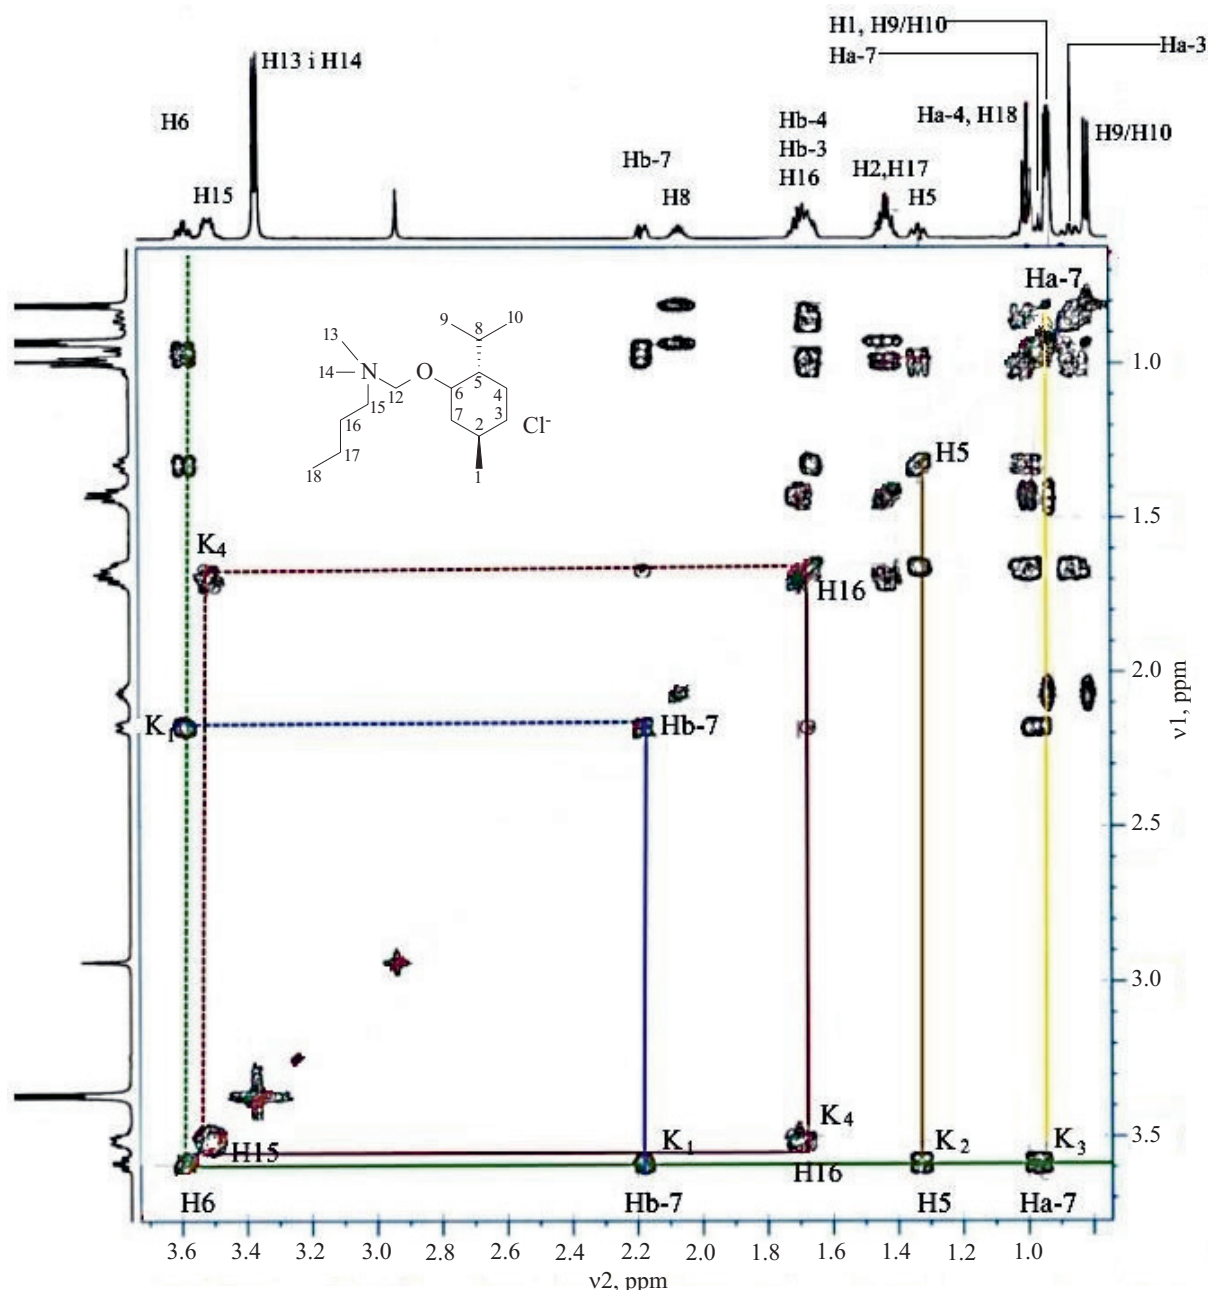 H1, H9/H10
Ha-7
Ha-3
H13 i H14
H6
H15
Hb-7
H8
Hb-4
Hb-3
H16
H2,H17
H5
Ha-4, H18
H9/H10
Ha-7
13
14
N
15
16
17
18
12
O
9
10
8
5
6
4
7
3
2
1
Cl-
H5
K4
H16
K1
Hb-7
H15
K1
K4
H16
K2
K3
H6
Hb-7
H5
Ha-7
1.0
1.5
2.0
2.5
3.0
3.5
ν1, ppm
3.6 3.2 3.0 2.8 2.6 2.4 2.2 2.0 1.8 1.6 1.4 1.2 1.0
ν2, ppm